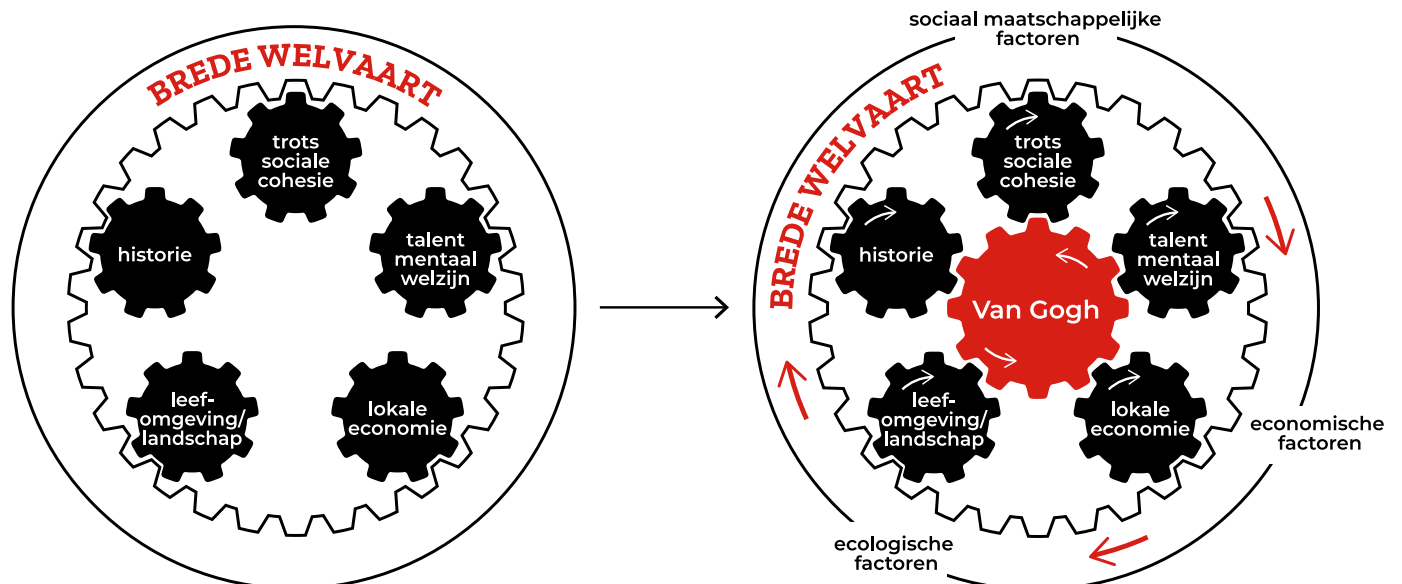 BREDE WELVAART
trots
sociale
cohesie
historie
talent
mentaal
welzijn
leef-
omgeving/
landschap
lokale
economie
sociaal maatschappelijke
factoren
BREDE WELVAART
trots
sociale
cohesie
historie
talent
mentaal
welzijn
Van Gogh
leef-
omgeving/
landschap
lokale
economie
economische
factoren
ecologische
factoren